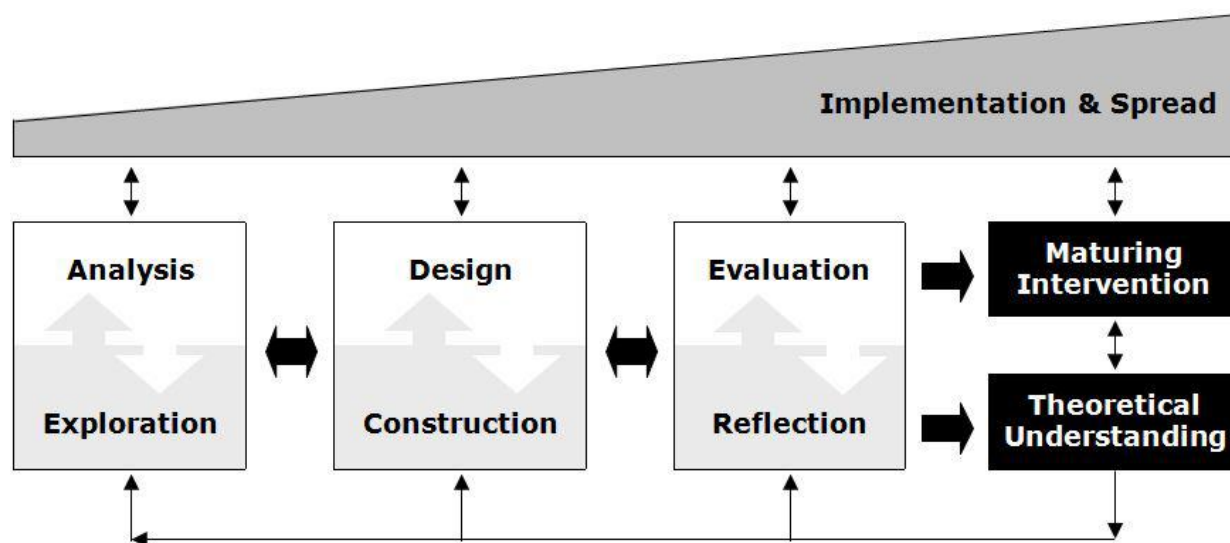 Implementation & Spread
Analysis
Exploration
Design
Construction
Evaluation
Reflection
Maturing
Intervention
Theoretical
Understanding